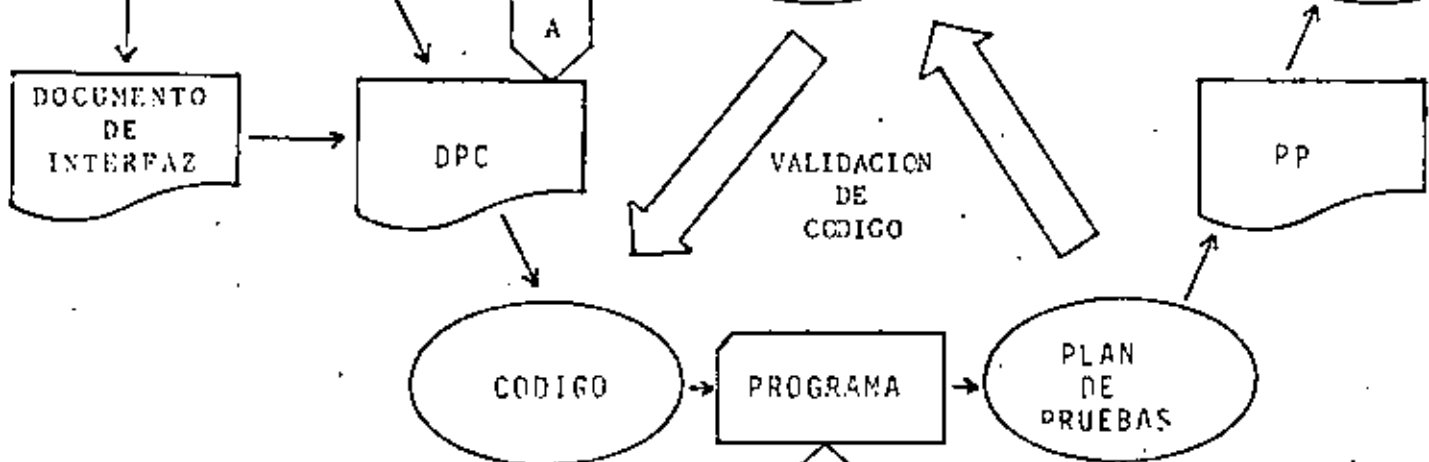 A
DOCUMENTO
DE
INTERFAZ
DPC
VALIDACION
DE
CODIGO
PP
CODIGO
PROGRAMA
PLAN
DE
PRUEBAS